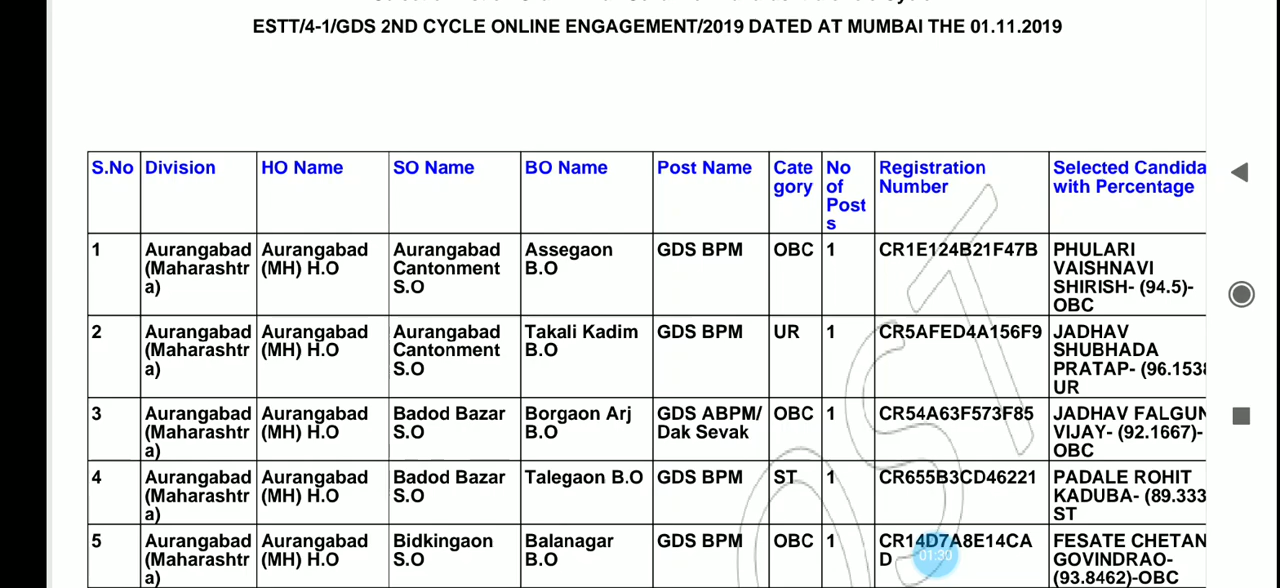 ESTT/4-1/GDS 2ND CYCLE ONLINE ENGAGEMENT/2019 DATED AT MUMBAI THE 01.11.2019
S.No Division HO Name SO Name BO Name Post Name Cate No Registration Selected Candida
gory of Number with Percentage
Post
s
1 Aurangabad Aurangabad Aurangabad Assegaon GDS BPM OBC 1 CR1E124B21F47B PHULARI
(Maharashtr (MH) H.O Cantonment B.O VAISHNAVI
a) S.O SHIRISH- (94.5)-
OBC
2 Aurangabad Aurangabad Aurangabad Takali Kadim GDS BPM UR 1 CR5AFED4A156F9 JADHAV
(Maharashtr (MH) H.O Cantonment B.O SHUBHADA
a) S.O PRATAP- (96.1538
UR
3 Aurangabad Aurangabad Badod Bazar Borgaon Arj GDS ABPM/ OBC 1 CR54A63F573F85 JADHAV FALGUN
(Maharashtr (MH) H.O S.O B.O Dak Sevak VIJAY- (92.1667)-
a) OBC
4 Aurangabad Aurangabad Badod Bazar Talegaon B.O GDS BPM ST 1 CR655B3CD46221 PADALE ROHIT
(Maharashtr (MH) H.O S.O KADUBA- (89.333
a) ST
5 Aurangabad Aurangabad Bidkingaon Balanagar GDS BPM OBC 1 CR14D7A8E14CA FESATE CHETAN
(Maharashtr (MH) H.O S.O B.O D 01:30 GOVINDRAO-
a) (93.8462)-OBC